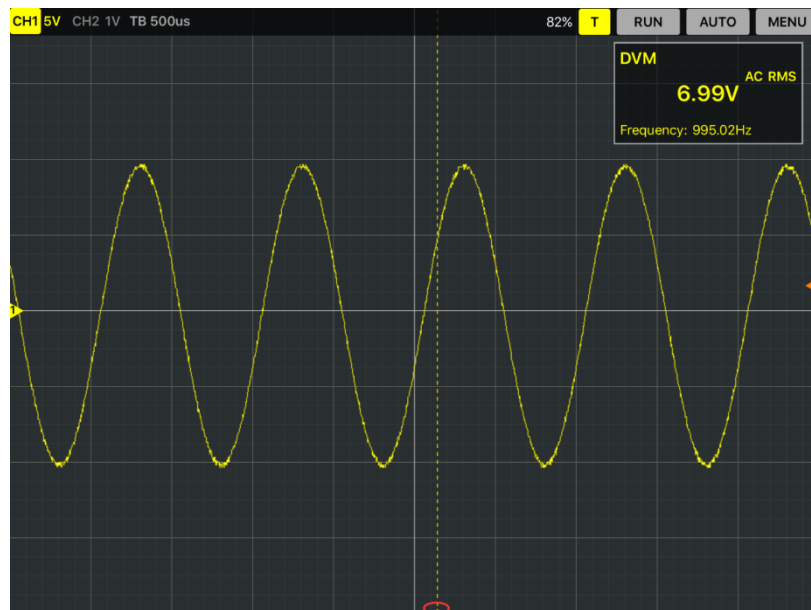 CH1 5V CH2 1V TB 500us 82% T RUN AUTO MENU
DVM
AC RMS
6.99V
Frequency: 995.02Hz
1